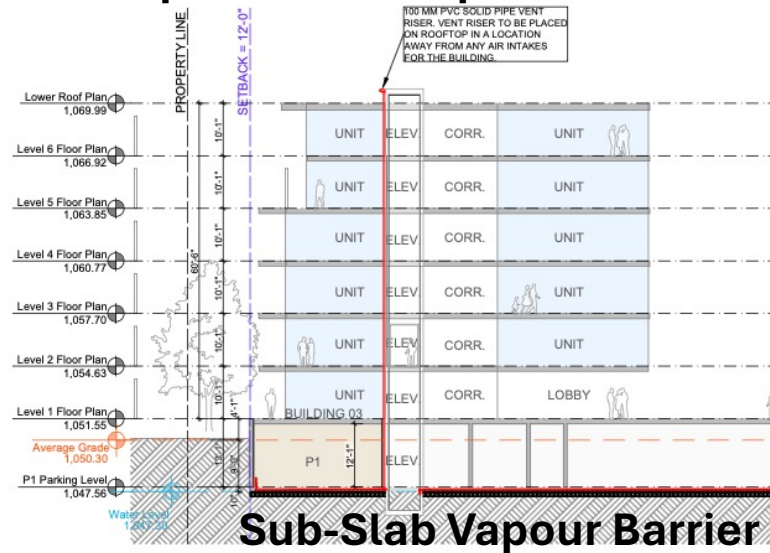 100 MM PVC SOLID PIPE VENT
RISER. VENT RISER TO BE PLACED
ON ROOFTOP IN A LOCATION
AWAY FROM ANY AIR INTAKES
FOR THE BUILDING.
PROPERTY LINE
SETBACK = 12'-0"
Lower Roof Plan
1,069.99
10'-1"
UNIT ELEV. CORR. UNIT
Level 6 Floor Plan
1,066.92
10'-1"
UNIT ELEV. CORR. UNIT
Level 5 Floor Plan
1,063.85
10'-1"
UNIT ELEV. CORR. UNIT
Level 4 Floor Plan
1,060.77
60'-6"
10'-1"
UNIT ELEV. CORR. UNIT
Level 3 Floor Plan
1,057.70
10'-1"
UNIT ELEV. CORR. UNIT
Level 2 Floor Plan
1,054.63
10'-1"
UNIT ELEV. CORR. LOBBY
4'-1"
BUILDING 03
Level 1 Floor Plan
1,051.55
Average Grade
1,050.30
P1 12'-1" ELEV.
P1 Parking Level
1,047.56
Water Level
Sub-Slab Vapour Barrier